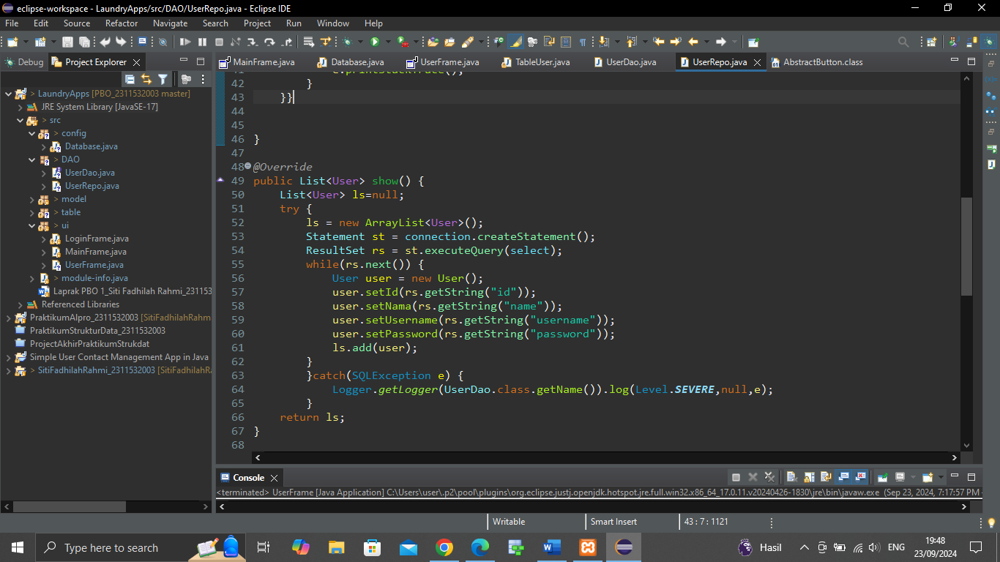 eclipse-workspace - LaundryApps/src/DAO/UserRepo.java - Eclipse IDE
File Edit Source Refactor Navigate Search Project Run Window Help
Debug Project Explorer
MainFrame.java Database.java UserFrame.java TableUser.java UserDao.java UserRepo.java AbstractButton.class
LaundryApps [PBO_2311532003 master]
JRE System Library [JavaSE-17]
> src
> config
Database.java
> DAO
UserDao.java
UserRepo.java
> model
> table
> ui
LoginFrame.java
MainFrame.java
UserFrame.java
> module-info.java
Laprak PBO 1_Siti Fadhilah Rahmi_231153
Referenced Libraries
PraktikumAlpro_2311532003 [SitiFadhilahRahm
PraktikumStrukturData_2311532003
ProjectAkhirPraktikumStrukdat
Simple User Contact Management App in Java
> SitiFadhilahRahmi_2311532003 [SitiFadhilahRa
41 e.printStackTrace();
42 }
43 }}
44
45
46 }
47
48 @Override
49 public List<User> show() {
50 List<User> ls=null;
51 try {
52 ls = new ArrayList<User>();
53 Statement st = connection.createStatement();
54 ResultSet rs = st.executeQuery(select);
55 while(rs.next()) {
56 User user = new User();
57 user.setId(rs.getString("id"));
58 user.setNama(rs.getString("name"));
59 user.setUsername(rs.getString("username"));
60 user.setPassword(rs.getString("password"));
61 ls.add(user);
62 }
63 }catch(SQLException e) {
64 Logger.getLogger(UserDao.class.getName()).log(Level.SEVERE,null,e);
65 }
66 return ls;
67 }
68
Console
<terminated> UserFrame [Java Application] C:\Users\user\.p2\pool\plugins\org.eclipse.justj.openjdk.hotspot.jre.full.win32.x86_64_17.0.11.v20240426-1830\jre\bin\javaw.exe (Sep 23, 2024, 7:17:57 PM -
Writable Smart Insert 43 : 7 : 1121
Type here to search
Hasil
ENG
19:48
23/09/2024